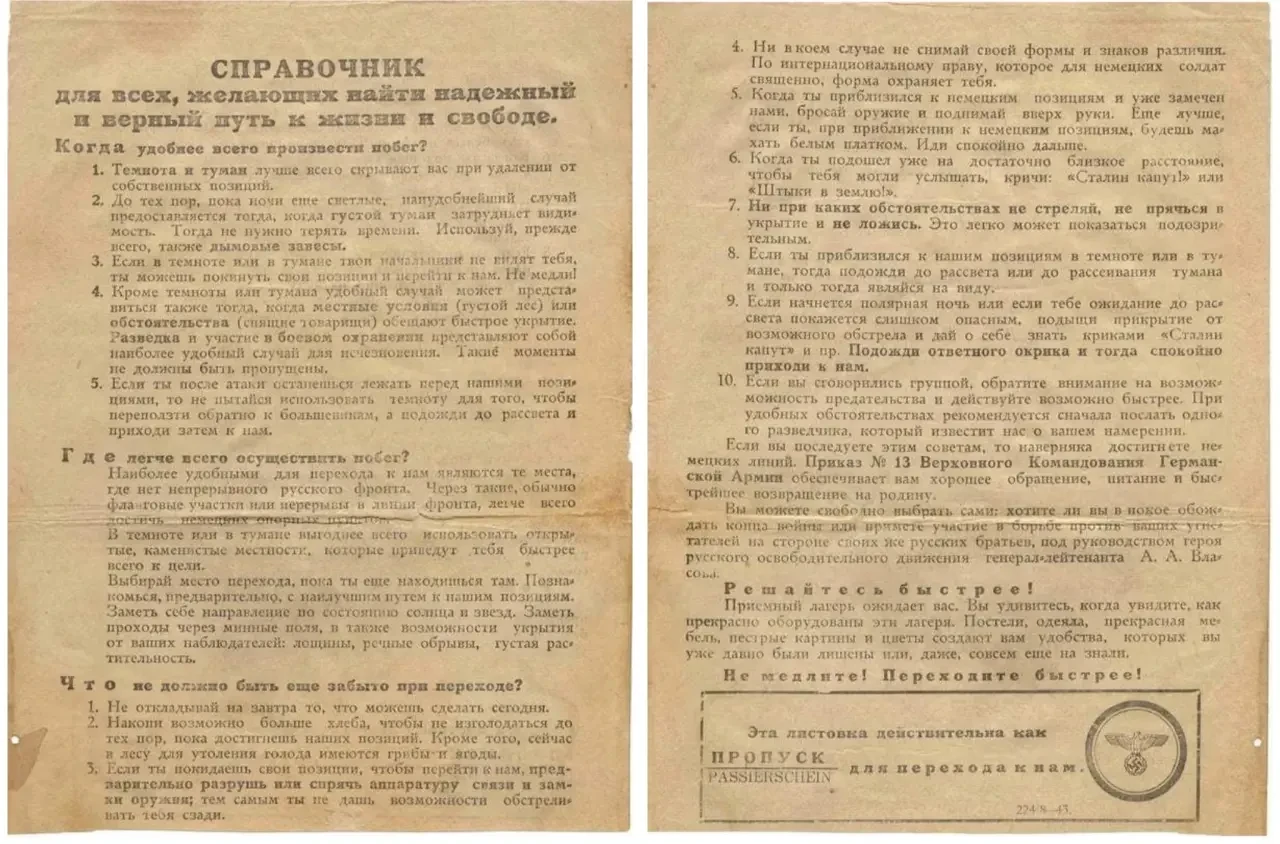 СПРАВОЧНИК
для всех, желающих найти надежный
и верный путь к жизни и свободе.
Когда удобнее всего произвести побег?
1. Темнота и туман лучше всего скрывают вас при удалении от
собственных позиций.
2. До тех пор, пока ночи еще светлые, наиудобнейший случай
предоставляется тогда, когда густой туман затрудняет види-
мость. Тогда не нужно терять времени. Используй, прежде
всего, также дымовые завесы.
3. Если в темноте или в тумане твои начальники не видят тебя,
ты можешь покинуть свои позиции и перейти к нам. Не медли!
4. Кроме темноты или тумана удобный случай может предста-
виться также тогда, когда местные условия (густой лес) или
обстоятельства (спящие товарищи) обещают быстрое укрытие.
Разведка и участие в боевом охранении представляют собой
наиболее удобный случай для исчезновения. Такие моменты
не должны быть пропущены.
5. Если ты после атаки останешься лежать перед нашими пози-
циями, то не пытайся использовать темноту для того, чтобы
переползти обратно к большевикам, а подожди до рассвета и
приходи затем к нам.
Где легче всего осуществить побег?
Наиболее удобными для перехода к нам являются те места,
где нет непрерывного русского фронта. Через такие, обычно
фланговые участки или перерывы в линии фронта, легче всего
достичь немецких опорных пунктов.
В темноте или в тумане выгоднее всего использовать откры-
тые, каменистые местности, которые приведут тебя быстрее
всего к цели.
Выбирай место перехода, пока ты еще находишься там. Позна-
комься, предварительно, с наилучшим путем к нашим позициям.
Заметь себе направление по состоянию солнца и звезд. Заметь
проходы через минные поля, а также возможности укрытия
от ваших наблюдателей: лощины, речные обрывы, густая рас-
тительность.
Что не должно быть еще забыто при переходе?
1. Не откладывай на завтра то, что можешь сделать сегодня.
2. Накопи возможно больше хлеба, чтобы не изголодаться до
тех пор, пока достигнешь наших позиций. Кроме того, сейчас
в лесу для утоления голода имеются грибы и ягоды.
3. Если ты покидаешь свои позиции, чтобы перейти к нам, пред-
варительно разрушь или спрячь аппаратуру связи и зам-
ки оружия; тем самым ты не дашь возможности обстрели-
вать тебя сзади.
4. Ни в коем случае не снимай своей формы и знаков различия.
По интернациональному праву, которое для немецких солдат
священно, форма охраняет тебя.
5. Когда ты приблизился к немецким позициям и уже замечен
нами, бросай оружие и поднимай вверх руки. Еще лучше,
если ты, при приближении к немецким позициям, будешь ма-
хать белым платком. Иди спокойно дальше.
6. Когда ты подошел уже на достаточно близкое расстояние,
чтобы тебя могли услышать, кричи: «Сталин капут!» или
«Штыки в землю!».
7. Ни при каких обстоятельствах не стреляй, не прячься в
укрытие и не ложись. Это легко может показаться подозри-
тельным.
8. Если ты приблизился к нашим позициям в темноте или в ту-
мане, тогда подожди до рассвета или до рассеивания тумана
и только тогда являйся на виду.
9. Если начнется полярная ночь или если тебе ожидание до рас-
света покажется слишком опасным, подыщи прикрытие от
возможного обстрела и дай о себе знать криками «Сталин
капут» и пр. Подожди ответного окрика и тогда спокойно
приходи к нам.
10. Если вы сговорились группой, обратите внимание на возмож-
можность предательства и действуйте возможно быстрее. При
удобных обстоятельствах рекомендуется сначала послать одно-
го разведчика, который известит нас о вашем намерении.
Если вы последуете этим советам, то наверняка достигнете не-
мецких линий. Приказ № 13 Верховного Командования Герман-
ской Армии обеспечивает вам хорошее обращение, питание и быс-
трейшее возвращение на родину.
Вы можете свободно выбрать сами: хотите ли вы в покое обож-
дать конца войны или примете участие в борьбе против ваших угне-
тателей на стороне своих же русских братьев, под руководством героя
русского освободительного движения генерал-лейтенанта А. А. Вла-
сова.
Решайтесь быстрее!
Приемный лагерь ожидает вас. Вы удивитесь, когда увидите, как
прекрасно оборудованы эти лагеря. Постели, одеяла, прекрасная ме-
бель, пестрые картины и цветы создают вам удобства, которых вы
уже давно были лишены или, даже, совсем еще на знали.
Не медлите! Переходите быстрее!
Эта листовка действительна как
ПРОПУСК
PASSIERSCHEIN
для перехода к нам.
224/8—43.